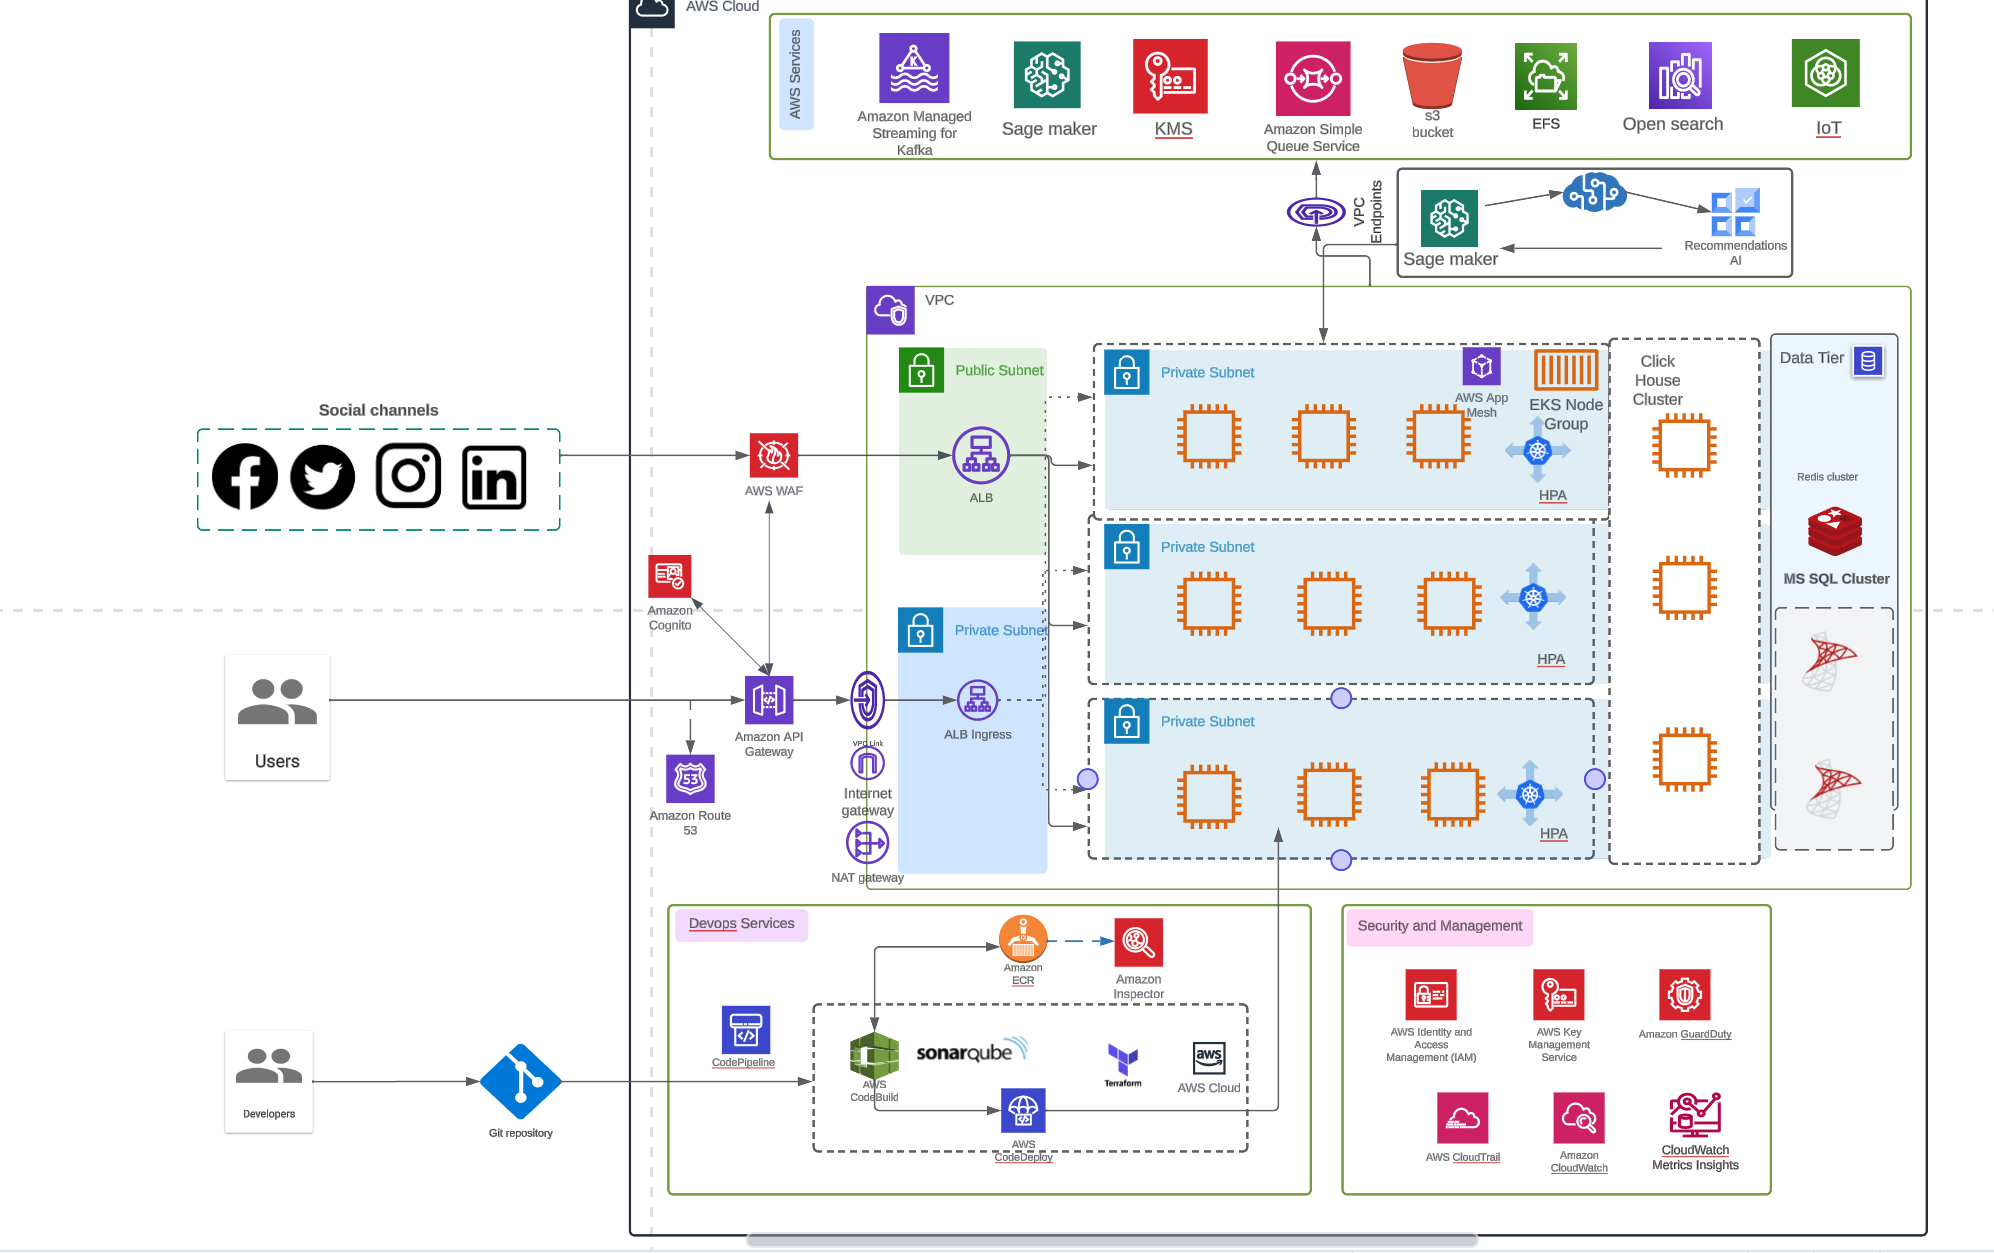 AWS Cloud
AWS Services
Amazon Managed
Streaming for
Kafka
Sage maker
KMS
Amazon Simple
Queue Service
s3
bucket
EFS
Open search
IoT
VPC
Endpoints
Sage maker
Recommendations
AI
VPC
Public Subnet
ALB
Private Subnet
AWS App
Mesh
EKS Node
Group
HPA
Click
House
Cluster
Data Tier
Redis cluster
MS SQL Cluster
Social channels
AWS WAF
Amazon
Cognito
Private Subnet
HPA
Private Subnet
ALB Ingress
Users
Amazon API
Gateway
VPC Link
Internet
gateway
53
Amazon Route
53
NAT gateway
Private Subnet
HPA
Devops Services
Amazon
ECR
Amazon
Inspector
CodePipeline
AWS
CodeBuild
sonarqube
Terraform
aws
AWS Cloud
AWS
CodeDeploy
Developers
Git repository
Security and Management
AWS Identity and
Access
Management (IAM)
AWS Key
Management
Service
Amazon GuardDuty
AWS CloudTrail
Amazon
CloudWatch
CloudWatch
Metrics Insights